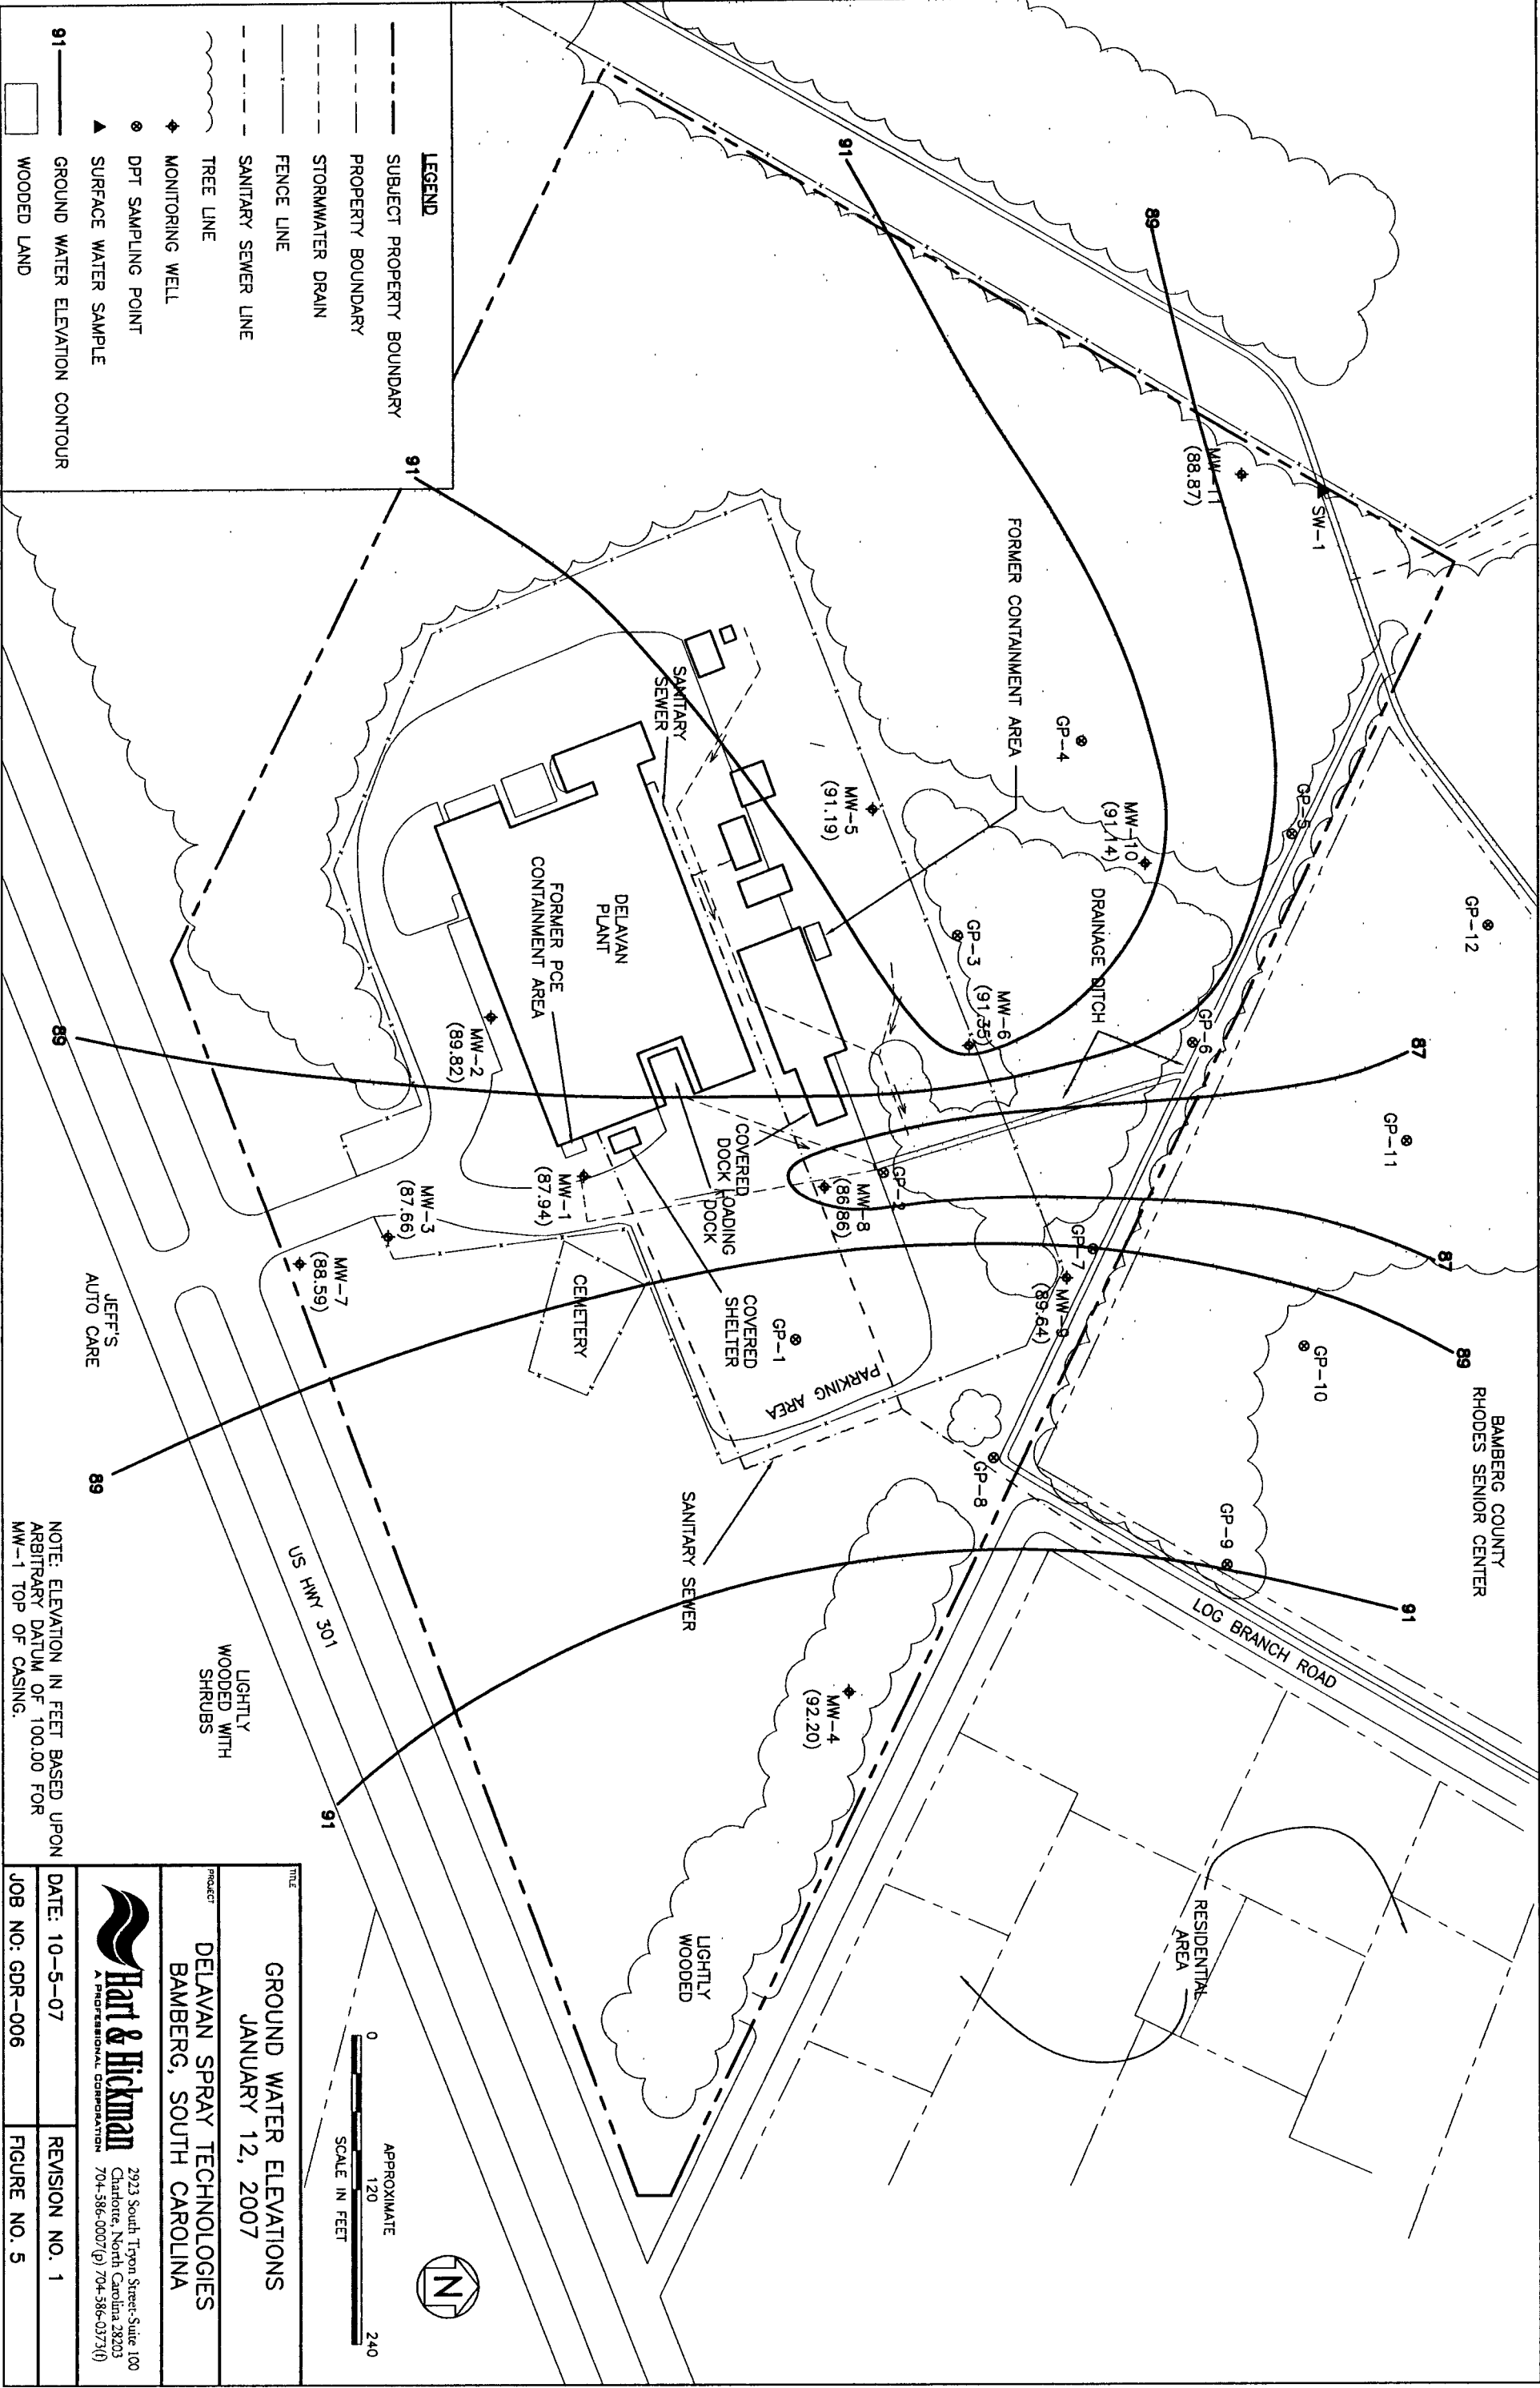 LEGEND
SUBJECT PROPERTY BOUNDARY
PROPERTY BOUNDARY
STORMWATER DRAIN
FENCE LINE
SANITARY SEWER LINE
TREE LINE
MONITORING WELL
DPT SAMPLING POINT
SURFACE WATER SAMPLE
91
GROUND WATER ELEVATION CONTOUR
WOODED LAND
91
89
91
MW-11
(88.87)
SW-1
FORMER CONTAINMENT AREA
GP-4
SANITARY
SEWER
MW-5
(91.19)
MW-10
(91.14)
GP-5
GP-12
DRAINAGE DITCH
GP-3
MW-6
(91.35)
GP-6
87
DELAVAN
PLANT
FORMER PCE
CONTAINMENT AREA
MW-2
(89.82)
89
GP-11
COVERED
DOCK
LOADING
DOCK
GP-2
MW-8
(86.86)
MW-1
(87.94)
MW-3
(87.66)
MW-7
(88.59)
87
GP-7
MW-9
(89.64)
CEMETERY
COVERED
SHELTER
GP-1
PARKING AREA
GP-10
89
BAMBERG COUNTY
RHODES SENIOR CENTER
JEFF'S
AUTO CARE
89
GP-8
GP-9
SANITARY SEWER
91
LOG BRANCH ROAD
US HWY 301
MW-4
(92.20)
LIGHTLY
WOODED WITH
SHRUBS
91
RESIDENTIAL
AREA
LIGHTLY
WOODED
NOTE: ELEVATION IN FEET BASED UPON
ARBITRARY DATUM OF 100.00 FOR
MW-1 TOP OF CASING.
N
APPROXIMATE
0 120 240
SCALE IN FEET
TITLE
GROUND WATER ELEVATIONS
JANUARY 12, 2007
PROJECT
DELAVAN SPRAY TECHNOLOGIES
BAMBERG, SOUTH CAROLINA
Hart & Hickman
A PROFESSIONAL CORPORATION
2923 South Tryon Street-Suite 100
Charlotte, North Carolina 28203
704-586-0007(p) 704-586-0373(f)
DATE: 10-5-07
REVISION NO. 1
JOB NO: GDR-006
FIGURE NO. 5